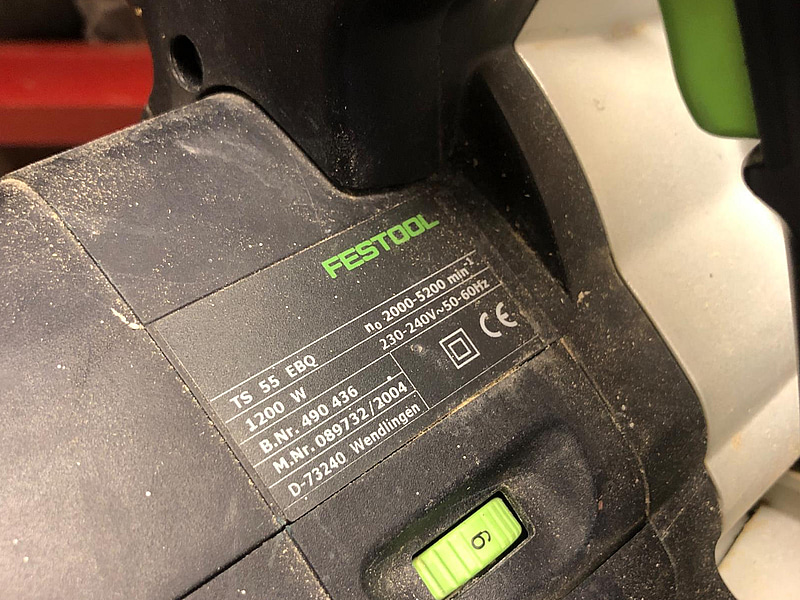 FESTOOL
TS 55 EBQ
n₀ 2000-5200 min⁻¹
1200 W
230-240V~50-60Hz
B.Nr. 490 436
M.Nr. 089732/2004
D-73240 Wendlingen
CE
6